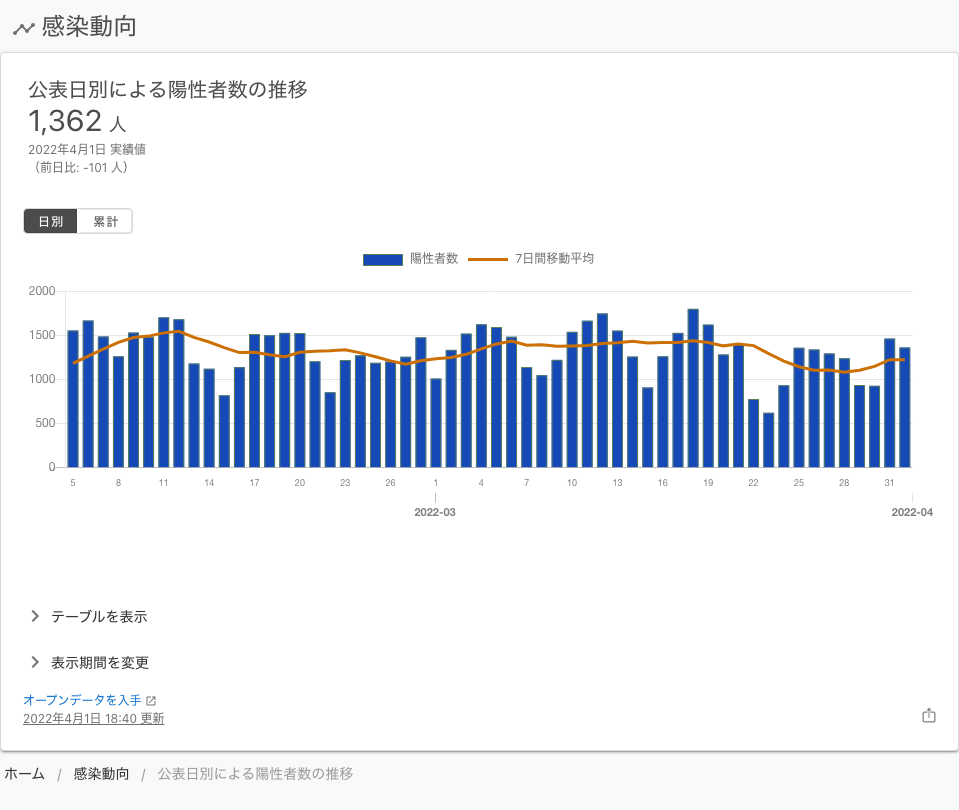 感染動向
公表日別による陽性者数の推移
1,362 人
2022年4月1日 実績値
（前日比: -101 人）
日別 累計
陽性者数 7日間移動平均
2000
1500
1000
500
0
5 8 11 14 17 20 23 26 1 4 7 10 13 16 19 22 25 28 31
2022-03 2022-04
テーブルを表示
表示期間を変更
オープンデータを入手
2022年4月1日 18:40 更新
ホーム / 感染動向 / 公表日別による陽性者数の推移